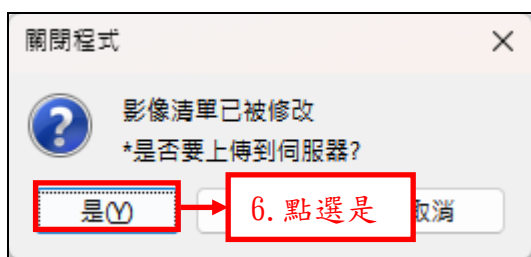 關閉程式
影像清單已被修改
*是否要上傳到伺服器?
是(Y)
6.點選是
取消